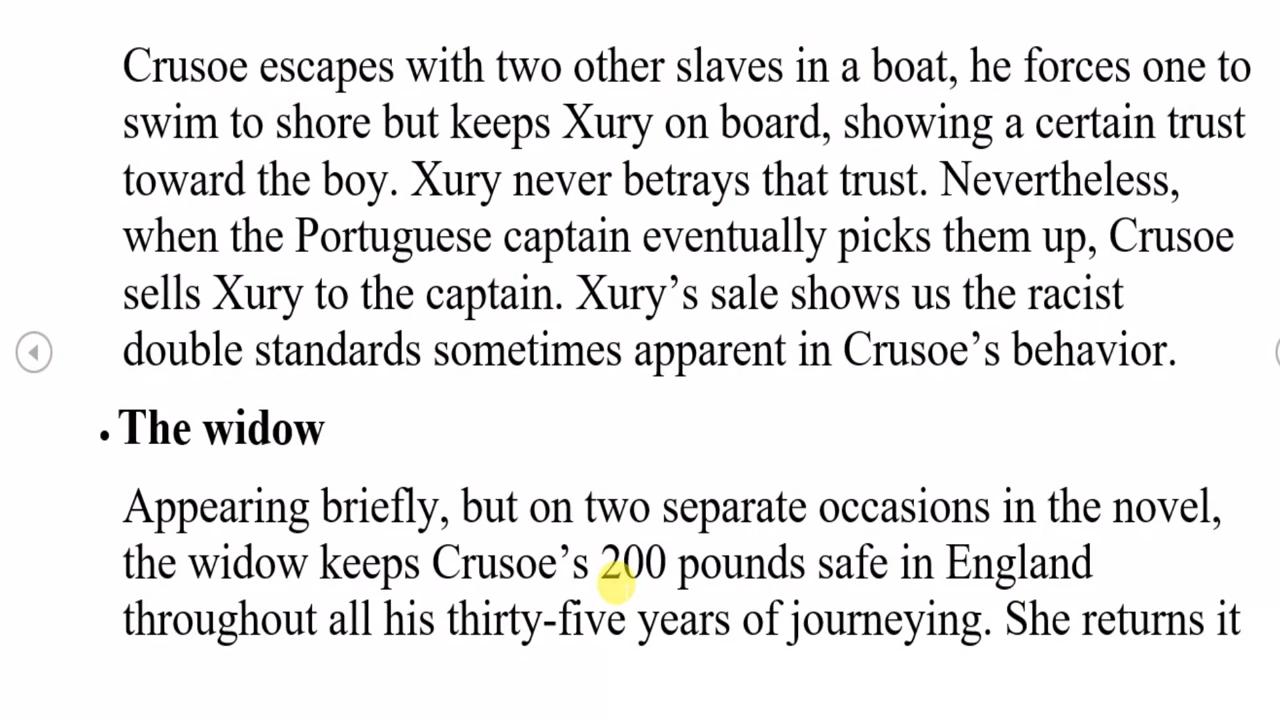 Crusoe escapes with two other slaves in a boat, he forces one to
swim to shore but keeps Xury on board, showing a certain trust
toward the boy. Xury never betrays that trust. Nevertheless,
when the Portuguese captain eventually picks them up, Crusoe
sells Xury to the captain. Xury’s sale shows us the racist
double standards sometimes apparent in Crusoe’s behavior.
• The widow
Appearing briefly, but on two separate occasions in the novel,
the widow keeps Crusoe’s 200 pounds safe in England
throughout all his thirty-five years of journeying. She returns it